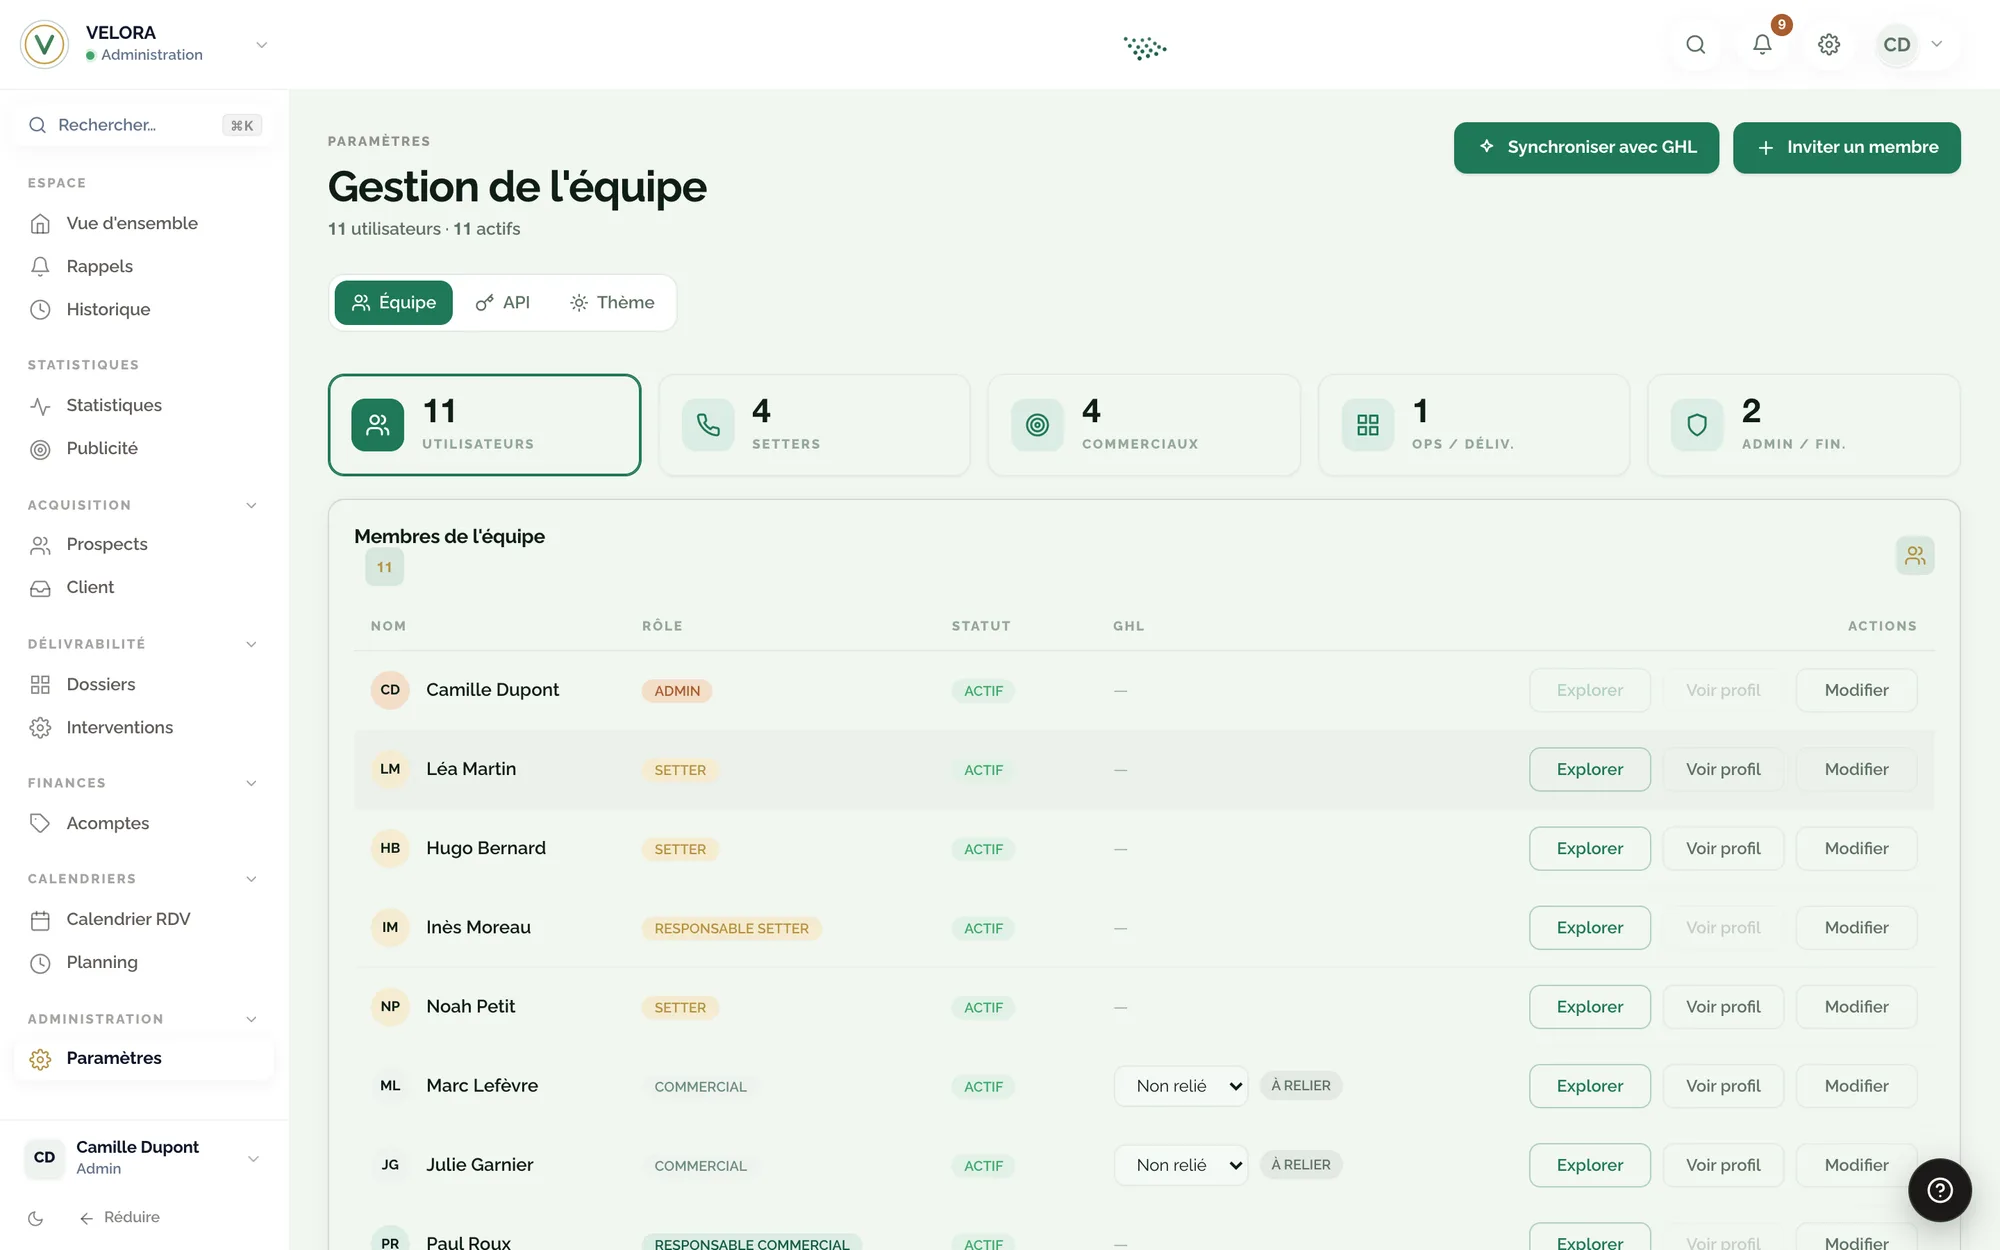 VELORA
Administration
9
CD
Rechercher...
⌘K
ESPACE
Vue d'ensemble
Rappels
Historique
STATISTIQUES
Statistiques
Publicité
ACQUISITION
Prospects
Client
DÉLIVRABILITÉ
Dossiers
Interventions
FINANCES
Acomptes
CALENDRIERS
Calendrier RDV
Planning
ADMINISTRATION
Paramètres
CD
Camille Dupont
Admin
Réduire
PARAMÈTRES
Gestion de l'équipe
11 utilisateurs · 11 actifs
Synchroniser avec GHL
Inviter un membre
Équipe
API
Thème
11
UTILISATEURS
4
SETTERS
4
COMMERCIAUX
1
OPS / DÉLIV.
2
ADMIN / FIN.
Membres de l'équipe
11
NOM RÔLE STATUT GHL ACTIONS
CD Camille Dupont ADMIN ACTIF — Explorer Voir profil Modifier
LM Léa Martin SETTER ACTIF — Explorer Voir profil Modifier
HB Hugo Bernard SETTER ACTIF — Explorer Voir profil Modifier
IM Inès Moreau RESPONSABLE SETTER ACTIF — Explorer Voir profil Modifier
NP Noah Petit SETTER ACTIF — Explorer Voir profil Modifier
ML Marc Lefèvre COMMERCIAL ACTIF Non relié À RELIER Explorer Voir profil Modifier
JG Julie Garnier COMMERCIAL ACTIF Non relié À RELIER Explorer Voir profil Modifier
PR Paul Roux RESPONSABLE COMMERCIAL ACTIF — Explorer Voir profil Modifier